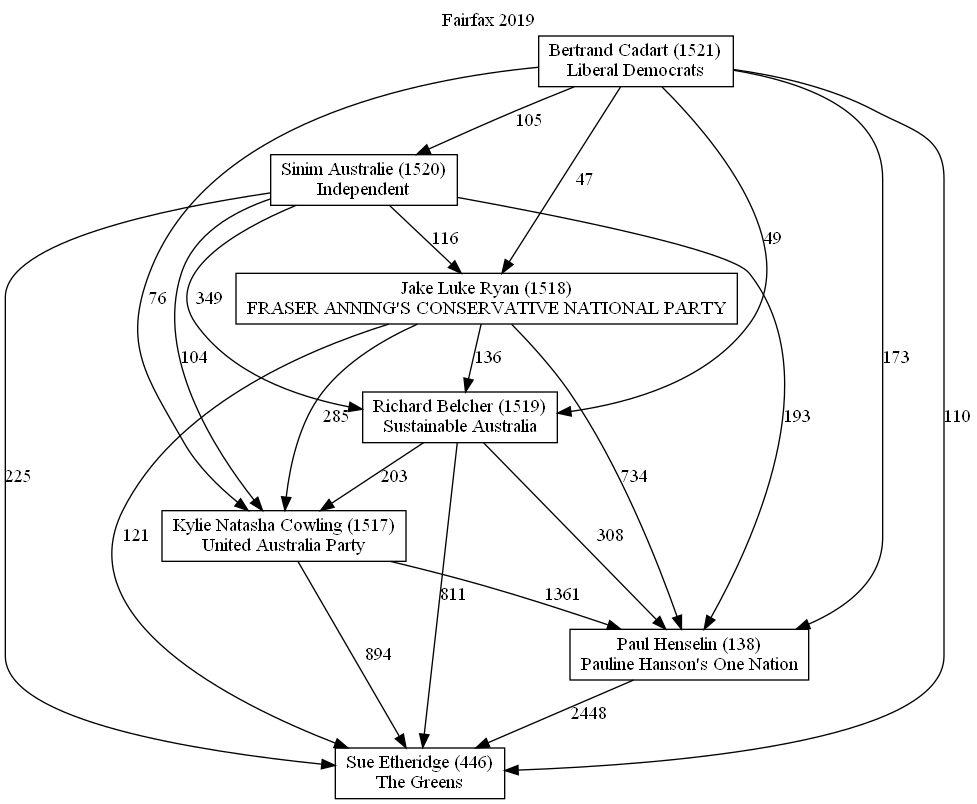 Fairfax 2019
Bertrand Cadart (1521)
Liberal Democrats
105
Sinim Australie (1520)
Independent
47
116
49
Jake Luke Ryan (1518)
FRASER ANNING'S CONSERVATIVE NATIONAL PARTY
76
349
104
136
173
285
Richard Belcher (1519)
Sustainable Australia
193
110
225
203
734
Kylie Natasha Cowling (1517)
United Australia Party
121
308
811
1361
894
Paul Henselin (138)
Pauline Hanson's One Nation
2448
Sue Etheridge (446)
The Greens